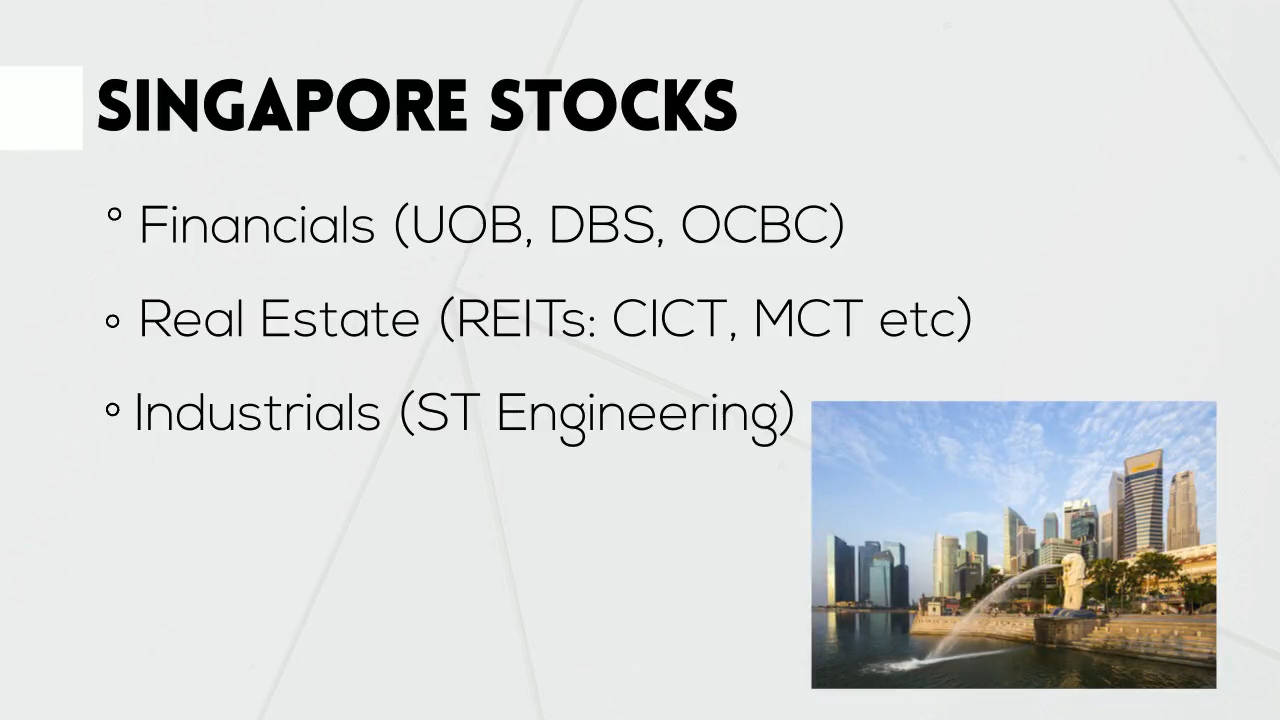 SINGAPORE STOCKS
° Financials (UOB, DBS, OCBC)
° Real Estate (REITs: CICT, MCT etc)
° Industrials (ST Engineering)